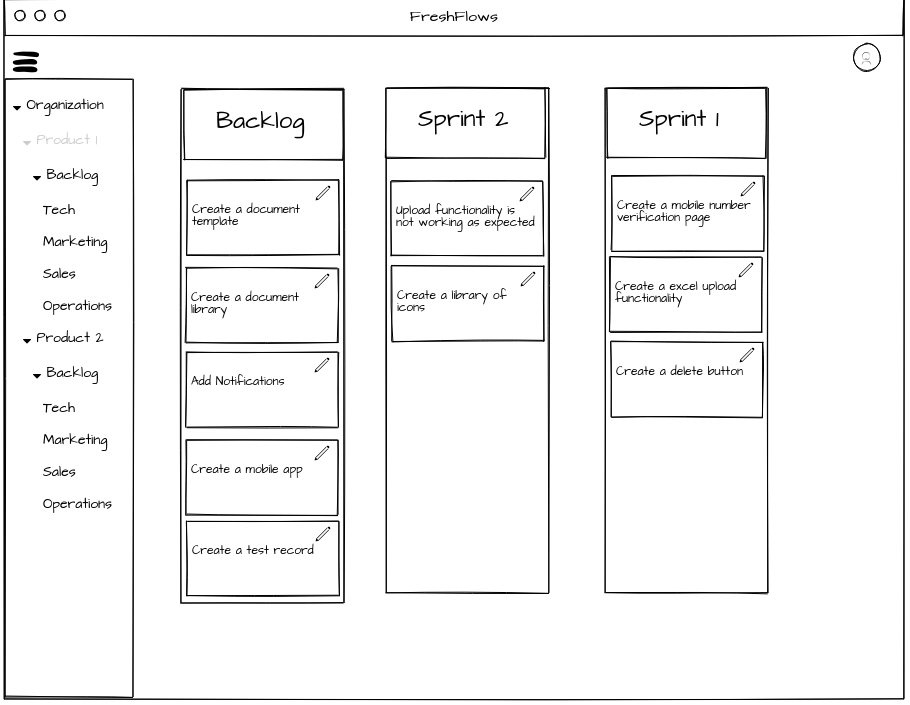 FreshFlows
Organization
Product 1
Backlog
Tech
Marketing
Sales
Operations
Product 2
Backlog
Tech
Marketing
Sales
Operations
Backlog
Create a document
template
Create a document
library
Add Notifications
Create a mobile app
Create a test record
Sprint 2
Upload functionality is
not working as expected
Create a library of
icons
Sprint 1
Create a mobile number
verification page
Create a excel upload
functionality
Create a delete button